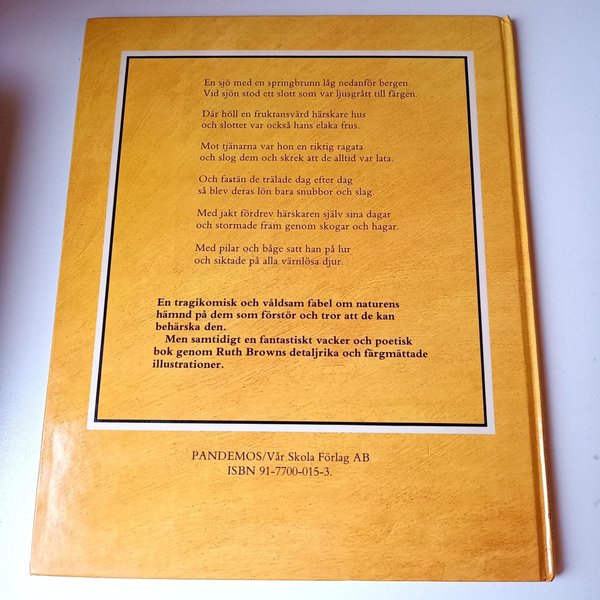 En sjö med en springbrunn låg nedanför bergen.
Vid sjön stod ett slott som var ljusgrått till färgen.
Där höll en fruktansvärd härskare hus
och slottet var också hans elaka frus.
Mot tjänarna var hon en riktig ragata
och slog dem och skrek att de alltid var lata.
Och fastän de trälade dag efter dag
så blev deras lön bara snubbor och slag.
Med jakt fördrev härskaren själv sina dagar
och stormade fram genom skogar och hagar.
Med pilar och båge satt han på lur
och siktade på alla värnlösa djur.
En tragikomisk och våldsam fabel om naturens
hämnd på dem som förstör och tror att de kan
behärska den.
Men samtidigt en fantastiskt vacker och poetisk
bok genom Ruth Browns detaljrika och färgmättade
illustrationer.
PANDEMOS/Vår Skola Förlag AB
ISBN 91-7700-015-3.